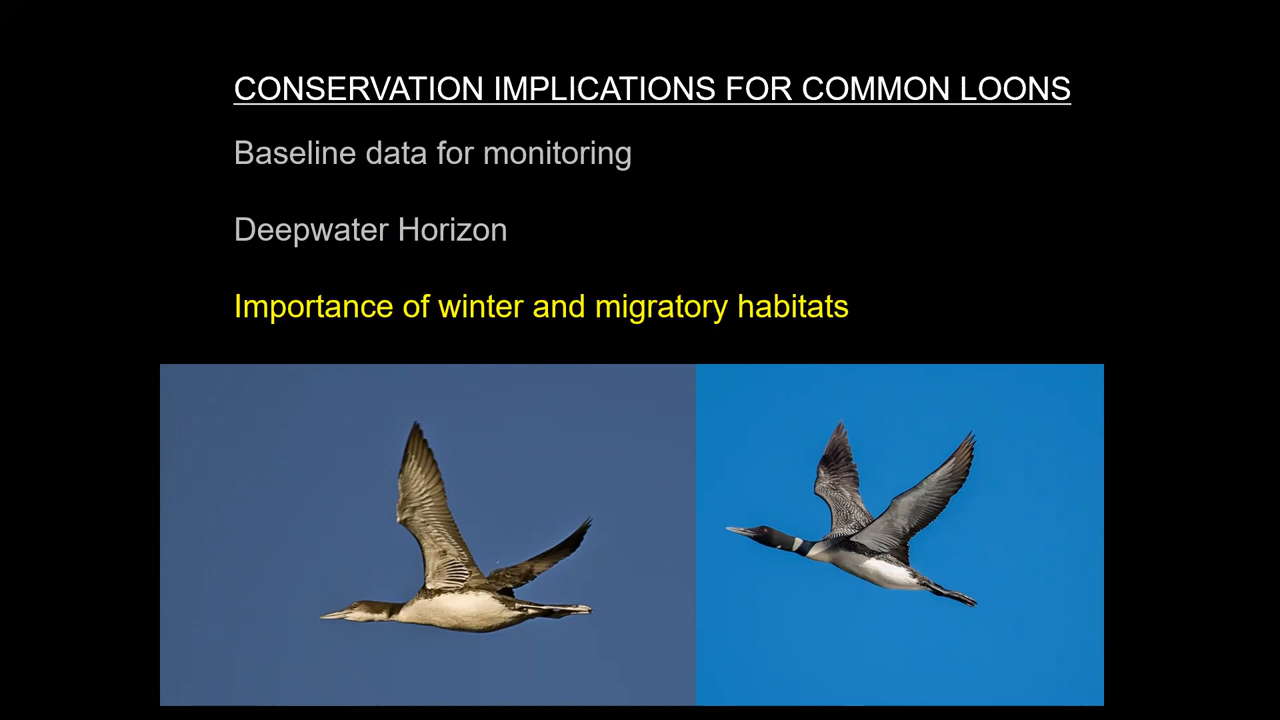 CONSERVATION IMPLICATIONS FOR COMMON LOONS
Baseline data for monitoring
Deepwater Horizon
Importance of winter and migratory habitats